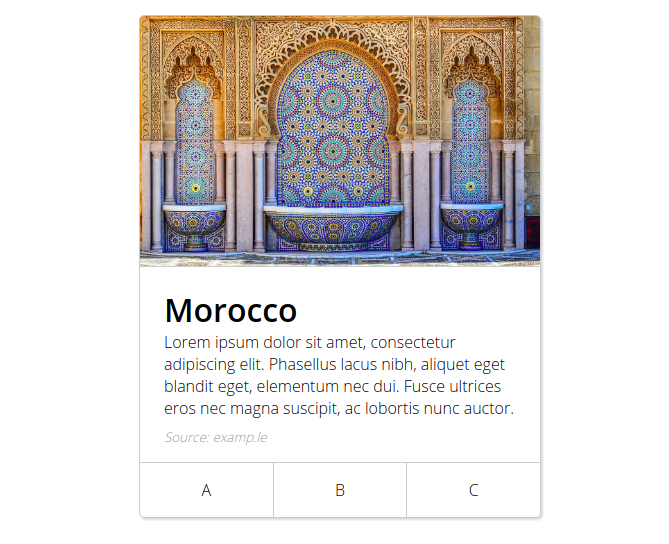 Morocco
Lorem ipsum dolor sit amet, consectetur
adipiscing elit. Phasellus lacus nibh, aliquet eget
blandit eget, elementum nec dui. Fusce ultrices
eros nec magna suscipit, ac lobortis nunc auctor.
Source: examp.le
A
B
C